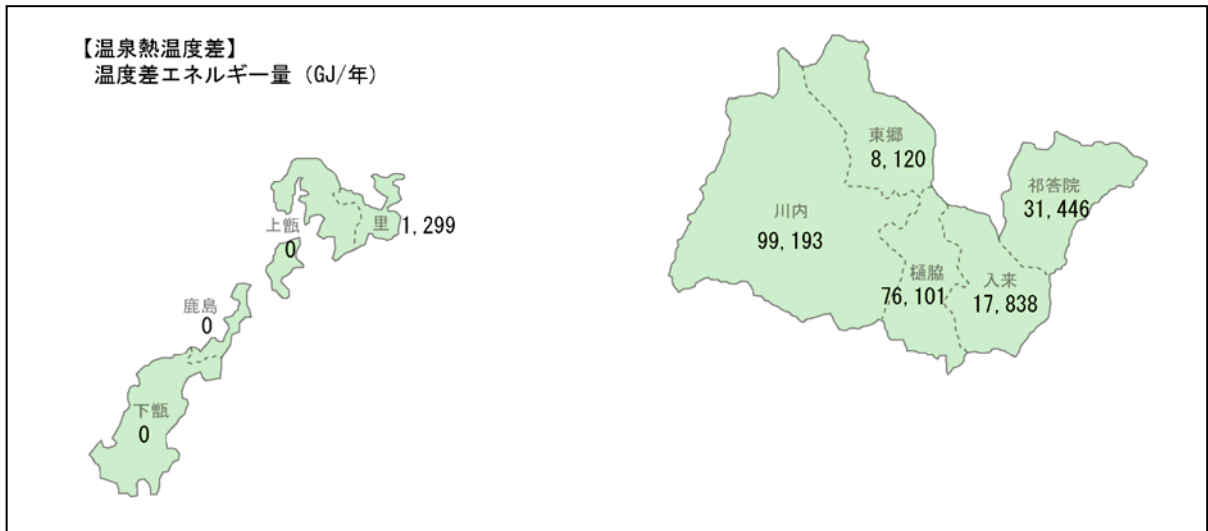 【温泉熱温度差】
温度差エネルギー量（GJ/年）
東郷
8,120
祁答院
31,446
川内
99,193
樋脇
76,101
入来
17,838
上甑
0
里
1,299
鹿島
0
下甑
0